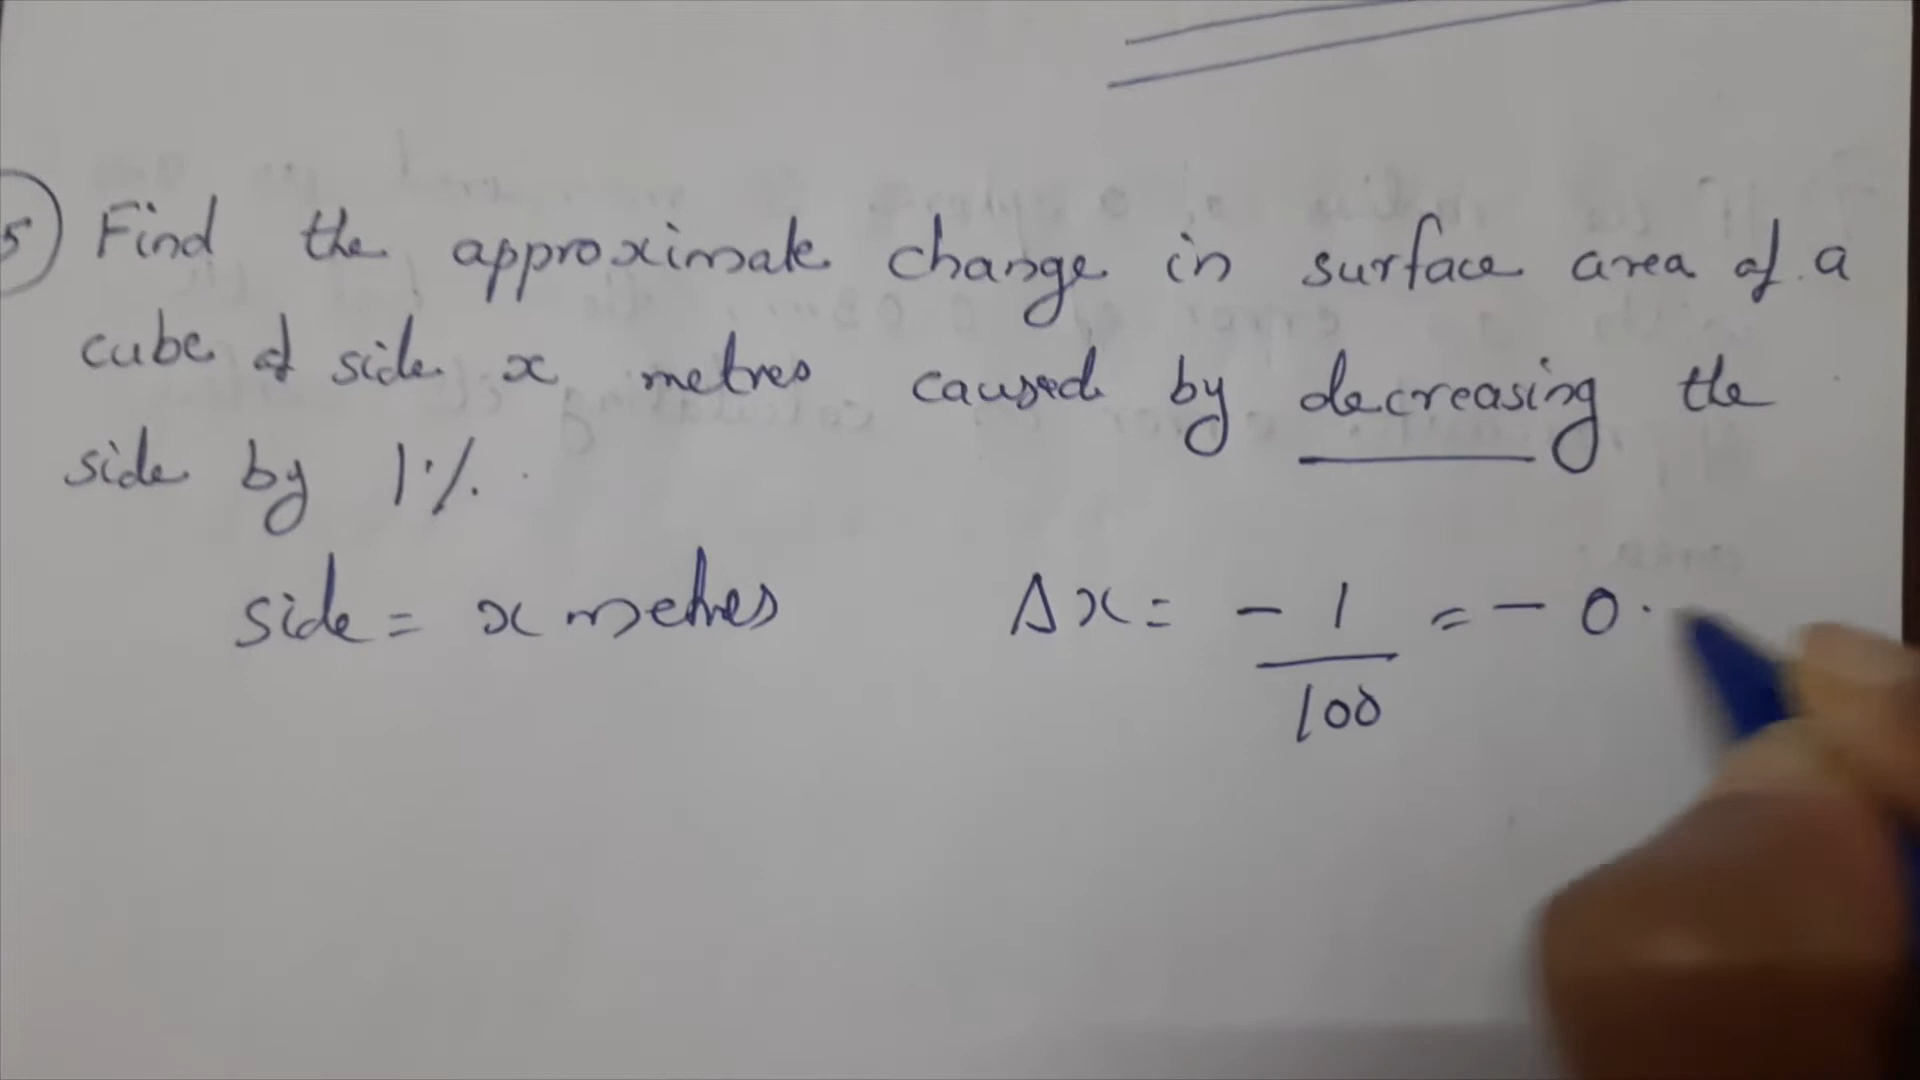 5) Find the approximate change in surface area of a
cube of side x metres caused by decreasing the
side by 1%.
side = x metres Δx = -1/100 = - 0.